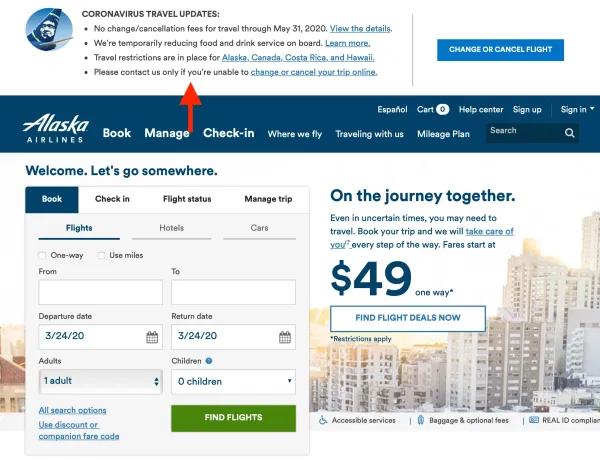 CORONAVIRUS TRAVEL UPDATES:
• No change/cancellation fees for travel through May 31, 2020. View the details.
• We're temporarily reducing food and drink service on board. Learn more.
• Travel restrictions are in place for Alaska, Canada, Costa Rica, and Hawaii.
• Please contact us only if you're unable to change or cancel your trip online.
CHANGE OR CANCEL FLIGHT
Español Cart 0 Help center Sign up Sign in
Alaska
AIRLINES
Book Manage Check-in Where we fly Traveling with us Mileage Plan Search
Welcome. Let's go somewhere.
Book Check in Flight status Manage trip
Flights Hotels Cars
One-way Use miles
From To
Departure date Return date
3/24/20 3/24/20
Adults Children ?
1 adult 0 children
All search options
Use discount or
companion fare code
FIND FLIGHTS
On the journey together.
Even in uncertain times, you may need to
travel. Book your trip and we will take care of
you every step of the way. Fares start at
$49 one way*
FIND FLIGHT DEALS NOW
*Restrictions apply
Accessible services Baggage & optional fees REAL ID complian